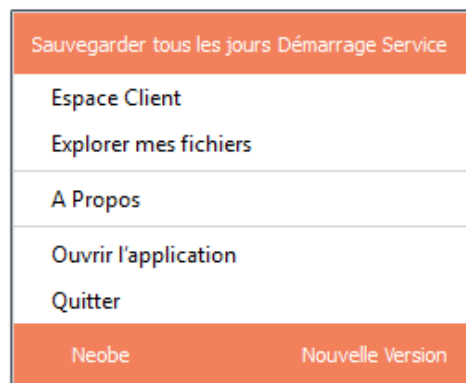 Sauvegarder tous les jours Démarrage Service
Espace Client
Explorer mes fichiers
A Propos
Ouvrir l'application
Quitter
Neobe Nouvelle Version